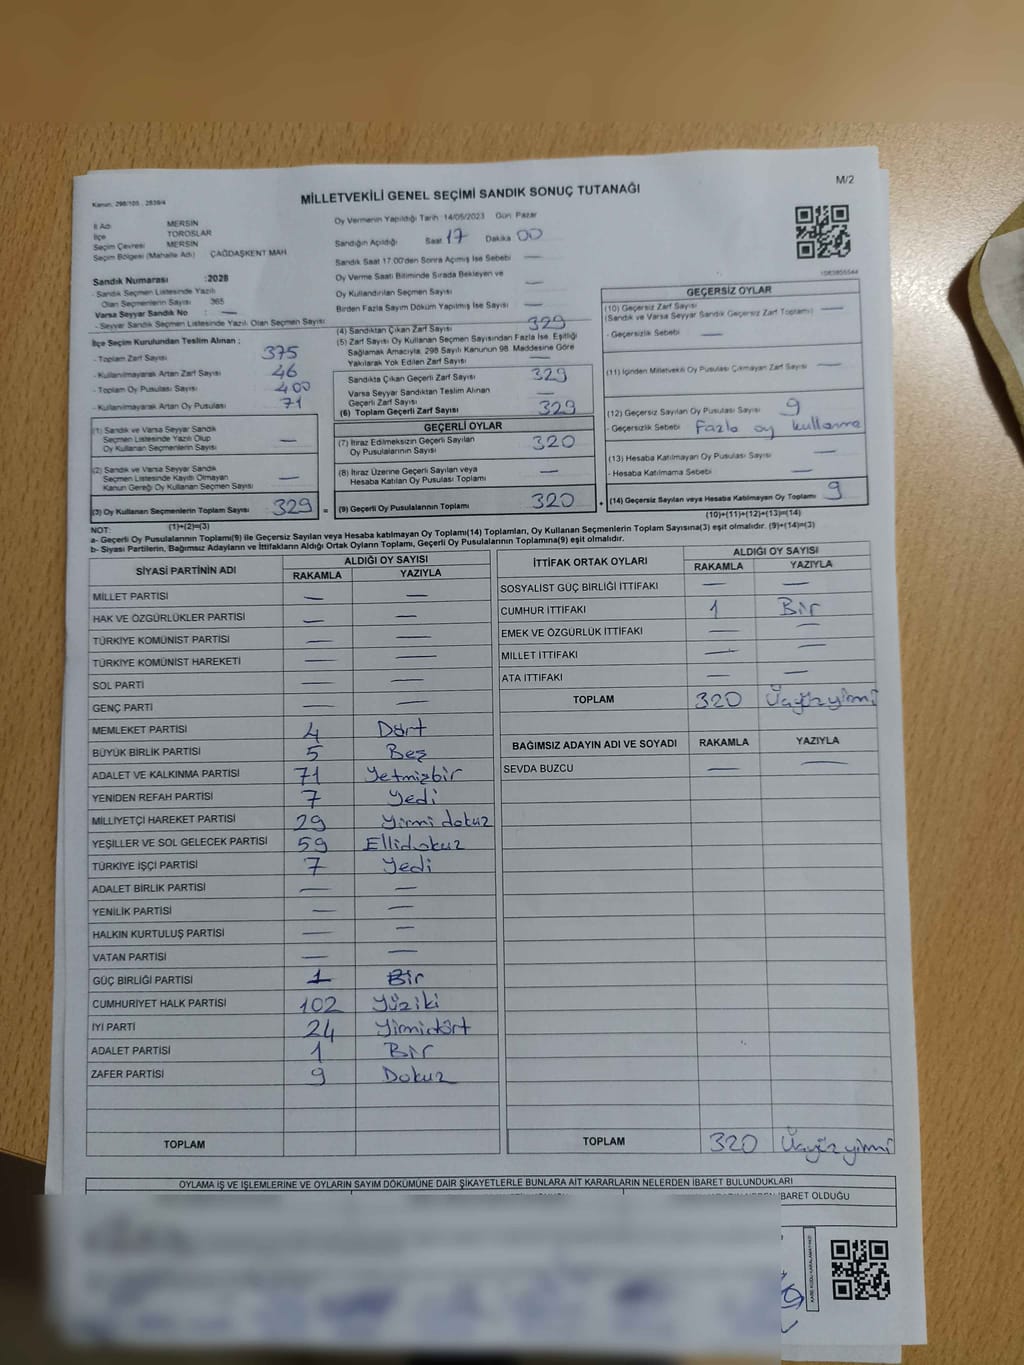 M/2
MİLLETVEKİLİ GENEL SEÇİMİ SANDIK SONUÇ TUTANAĞI
Kanun: 298/105 , 2839/4
İl Adı MERSİN
İlçe TOROSLAR
Seçim Çevresi MERSİN
Seçim Bölgesi (Mahalle Adı) ÇAĞDAŞKENT MAH
Sandık Numarası :2028
- Sandık Seçmen Listesinde Yazılı
Olan Seçmenlerin Sayısı 365
Varsa Seyyar Sandık No : —
- Seyyar Sandık Seçmen Listesinde Yazılı Olan Seçmen Sayısı:
İlçe Seçim Kurulundan Teslim Alınan :
- Toplam Zarf Sayısı 375
- Kullanılmayarak Artan Zarf Sayısı 46
- Toplam Oy Pusulası Sayısı 400
- Kullanılmayarak Artan Oy Pusulası 71
(1) Sandık ve Varsa Seyyar Sandık
Seçmen Listesinde Yazılı Olup
Oy Kullanan Seçmenlerin Sayısı —
(2) Sandık ve Varsa Seyyar Sandık
Seçmen Listesinde Kayıtlı Olmayan
Kanun Gereği Oy Kullanan Seçmen Sayısı —
(3) Oy Kullanan Seçmenlerin Toplam Sayısı 329 =
(1)+(2)=(3)
Oy Vermenin Yapıldığı Tarih 14/05/2023 Gün: Pazar
Sandığın Açıldığı Saat 17 Dakika 00
Sandık Saat 17:00'den Sonra Açılmış İse Sebebi —
Oy Verme Saati Bitiminde Sırada Bekleyen ve
Oy Kullandırılan Seçmen Sayısı —
Birden Fazla Sayım Döküm Yapılmış İse Sayısı —
(4) Sandıktan Çıkan Zarf Sayısı 329
(5) Zarf Sayısı Oy Kullanan Seçmen Sayısından Fazla İse, Eşitliği
Sağlamak Amacıyla, 298 Sayılı Kanunun 98. Maddesine Göre
Yakılarak Yok Edilen Zarf Sayısı —
Sandıkta Çıkan Geçerli Zarf Sayısı 329
Varsa Seyyar Sandıktan Teslim Alınan
Geçerli Zarf Sayısı —
(6) Toplam Geçerli Zarf Sayısı 329
GEÇERLİ OYLAR
(7) İtiraz Edilmeksizin Geçerli Sayılan
Oy Pusulalarının Sayısı 320
(8) İtiraz Üzerine Geçerli Sayılan veya
Hesaba Katılan Oy Pusulası Toplamı —
(9) Geçerli Oy Pusulalarının Toplamı 320 +
1083855544
GEÇERSİZ OYLAR
(10) Geçersiz Zarf Sayısı
(Sandık ve Varsa Seyyar Sandık Geçersiz Zarf Toplamı) —
- Geçersizlik Sebebi —
(11) İçinden Milletvekili Oy Pusulası Çıkmayan Zarf Sayısı —
(12) Geçersiz Sayılan Oy Pusulası Sayısı 9
- Geçersizlik Sebebi Fazla oy kullanma
(13) Hesaba Katılmayan Oy Pusulası Sayısı —
- Hesaba Katılmama Sebebi —
(14) Geçersiz Sayılan veya Hesaba Katılmayan Oy Toplamı 9
(10)+(11)+(12)+(13)=(14)
NOT:
a- Geçerli Oy Pusulalarının Toplamı(9) ile Geçersiz Sayılan veya Hesaba katılmayan Oy Toplamı(14) Toplamları, Oy Kullanan Seçmenlerin Toplam Sayısına(3) eşit olmalıdır. (9)+(14)=(3)
b- Siyasi Partilerin, Bağımsız Adayların ve İttifakların Aldığı Ortak Oyların Toplamı, Geçerli Oy Pusulalarının Toplamına(9) eşit olmalıdır.
SİYASİ PARTİNİN ADI ALDIĞI OY SAYISI
RAKAMLA YAZIYLA
MİLLET PARTİSİ — —
HAK VE ÖZGÜRLÜKLER PARTİSİ — —
TÜRKİYE KOMÜNİST PARTİSİ — —
TÜRKİYE KOMÜNİST HAREKETİ — —
SOL PARTİ — —
GENÇ PARTİ — —
MEMLEKET PARTİSİ 4 Dört
BÜYÜK BİRLİK PARTİSİ 5 Beş
ADALET VE KALKINMA PARTİSİ 71 Yetmişbir
YENİDEN REFAH PARTİSİ 7 Yedi
MİLLİYETÇİ HAREKET PARTİSİ 29 Yirmi dokuz
YEŞİLLER VE SOL GELECEK PARTİSİ 59 Ellidokuz
TÜRKİYE İŞÇİ PARTİSİ 7 Yedi
ADALET BİRLİK PARTİSİ — —
YENİLİK PARTİSİ — —
HALKIN KURTULUŞ PARTİSİ — —
VATAN PARTİSİ — —
GÜÇ BİRLİĞİ PARTİSİ 1 Bir
CUMHURİYET HALK PARTİSİ 102 Yüziki
İYİ PARTİ 24 Yirmidört
ADALET PARTİSİ 1 Bir
ZAFER PARTİSİ 9 Dokuz
TOPLAM
İTTİFAK ORTAK OYLARI ALDIĞI OY SAYISI
RAKAMLA YAZIYLA
SOSYALİST GÜÇ BİRLİĞİ İTTİFAKI — —
CUMHUR İTTİFAKI 1 Bir
EMEK VE ÖZGÜRLÜK İTTİFAKI — —
MİLLET İTTİFAKI — —
ATA İTTİFAKI — —
TOPLAM 320 Üçyüzyirmi
BAĞIMSIZ ADAYIN ADI VE SOYADI RAKAMLA YAZIYLA
SEVDA BUZCU — —
TOPLAM 320 Üçyüzyirmi
OYLAMA İŞ VE İŞLEMLERİNE VE OYLARIN SAYIM DÖKÜMÜNE DAİR ŞİKAYETLERLE BUNLARA AİT KARARLARIN NELERDEN İBARET BULUNDUKLARI
İBARET OLDUĞU